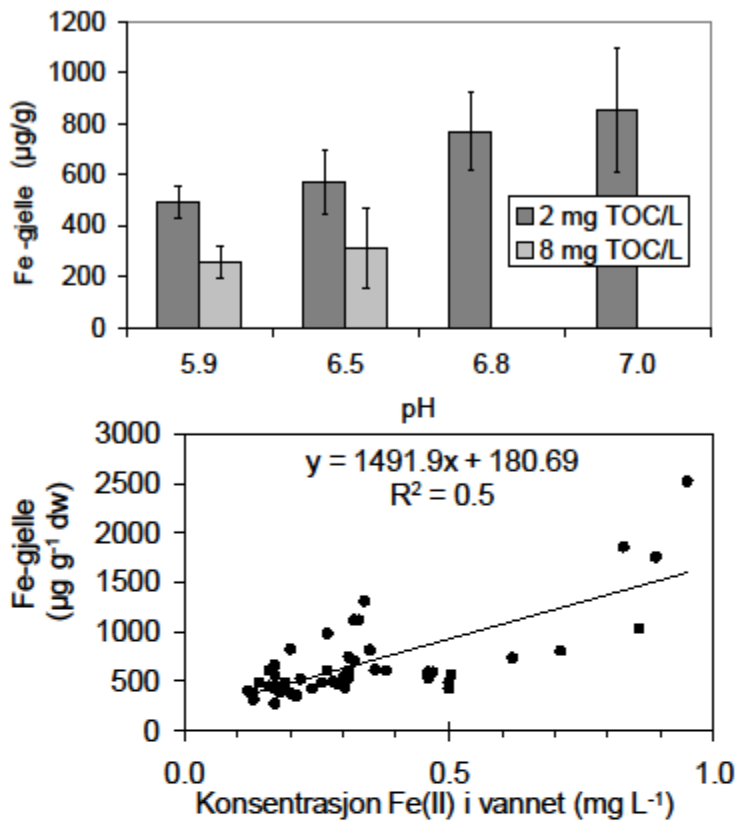 1200
1000
800
600
400
200
0
Fe -gjelle (µg/g)
2 mg TOC/L
8 mg TOC/L
5.9 6.5 6.8 7.0
pH
3000
2500
2000
1500
1000
500
0
Fe-gjelle
(µg g⁻¹ dw)
y = 1491.9x + 180.69
R² = 0.5
0.0 0.5 1.0
Konsentrasjon Fe(II) i vannet (mg L⁻¹)